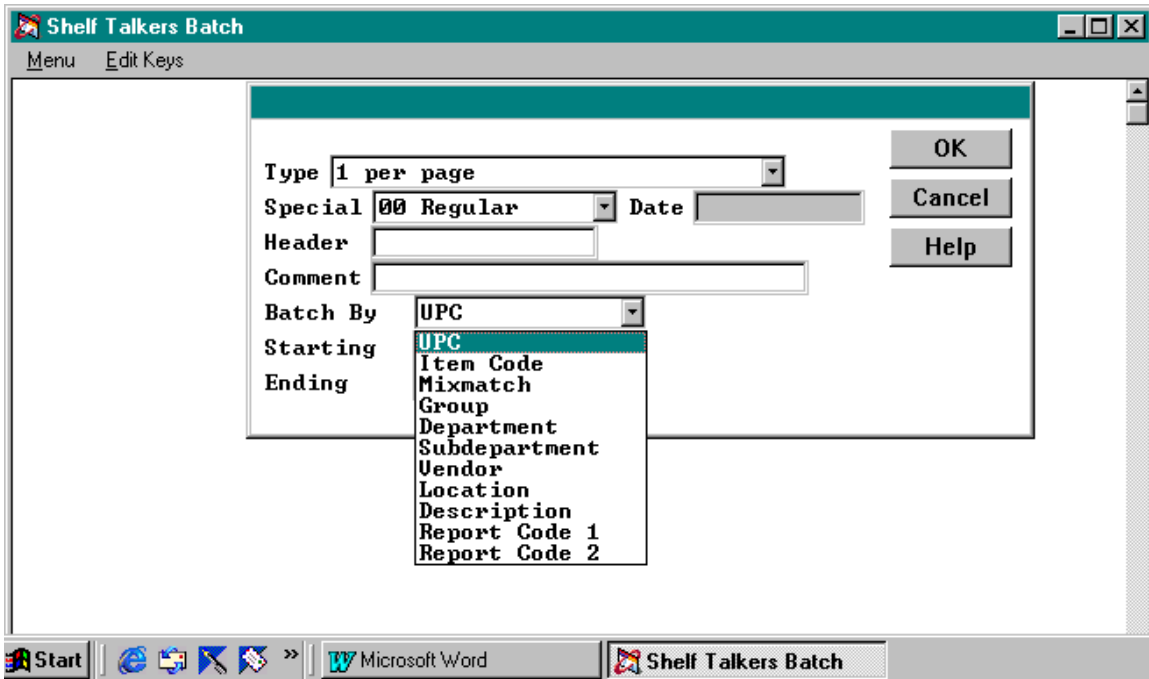 Shelf Talkers Batch
Menu Edit Keys
OK
Type 1 per page
Cancel
Special 00 Regular Date
Header
Help
Comment
Batch By UPC
Starting
Ending
UPC
Item Code
Mixmatch
Group
Department
Subdepartment
Vendor
Location
Description
Report Code 1
Report Code 2
Start » Microsoft Word Shelf Talkers Batch